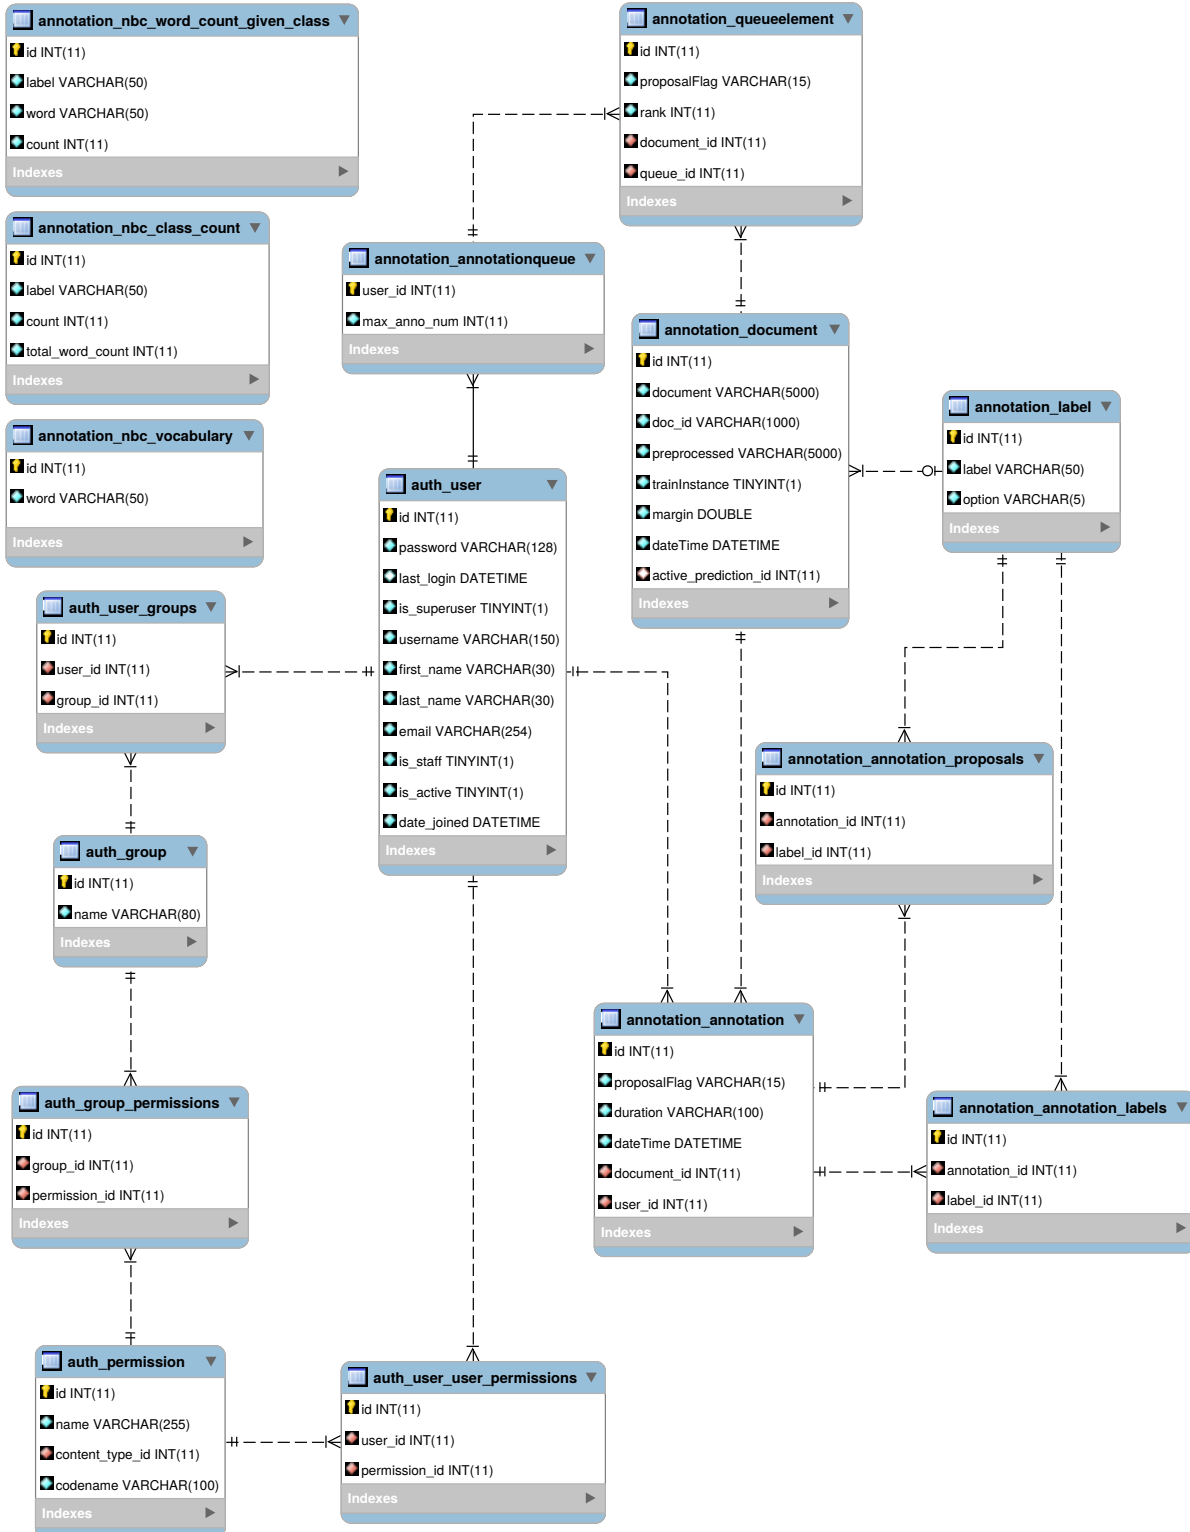 annotation_nbc_word_count_given_class
id INT(11)
label VARCHAR(50)
word VARCHAR(50)
count INT(11)
Indexes
annotation_nbc_class_count
id INT(11)
label VARCHAR(50)
count INT(11)
total_word_count INT(11)
Indexes
annotation_nbc_vocabulary
id INT(11)
word VARCHAR(50)
Indexes
annotation_queueelement
id INT(11)
proposalFlag VARCHAR(15)
rank INT(11)
document_id INT(11)
queue_id INT(11)
Indexes
annotation_annotationqueue
user_id INT(11)
max_anno_num INT(11)
Indexes
annotation_document
id INT(11)
document VARCHAR(5000)
doc_id VARCHAR(1000)
preprocessed VARCHAR(5000)
trainInstance TINYINT(1)
margin DOUBLE
dateTime DATETIME
active_prediction_id INT(11)
Indexes
annotation_label
id INT(11)
label VARCHAR(50)
option VARCHAR(5)
Indexes
auth_user
id INT(11)
password VARCHAR(128)
last_login DATETIME
is_superuser TINYINT(1)
username VARCHAR(150)
first_name VARCHAR(30)
last_name VARCHAR(30)
email VARCHAR(254)
is_staff TINYINT(1)
is_active TINYINT(1)
date_joined DATETIME
Indexes
auth_user_groups
id INT(11)
user_id INT(11)
group_id INT(11)
Indexes
auth_group
id INT(11)
name VARCHAR(80)
Indexes
annotation_annotation_proposals
id INT(11)
annotation_id INT(11)
label_id INT(11)
Indexes
annotation_annotation
id INT(11)
proposalFlag VARCHAR(15)
duration VARCHAR(100)
dateTime DATETIME
document_id INT(11)
user_id INT(11)
Indexes
annotation_annotation_labels
id INT(11)
annotation_id INT(11)
label_id INT(11)
Indexes
auth_group_permissions
id INT(11)
group_id INT(11)
permission_id INT(11)
Indexes
auth_permission
id INT(11)
name VARCHAR(255)
content_type_id INT(11)
codename VARCHAR(100)
Indexes
auth_user_user_permissions
id INT(11)
user_id INT(11)
permission_id INT(11)
Indexes